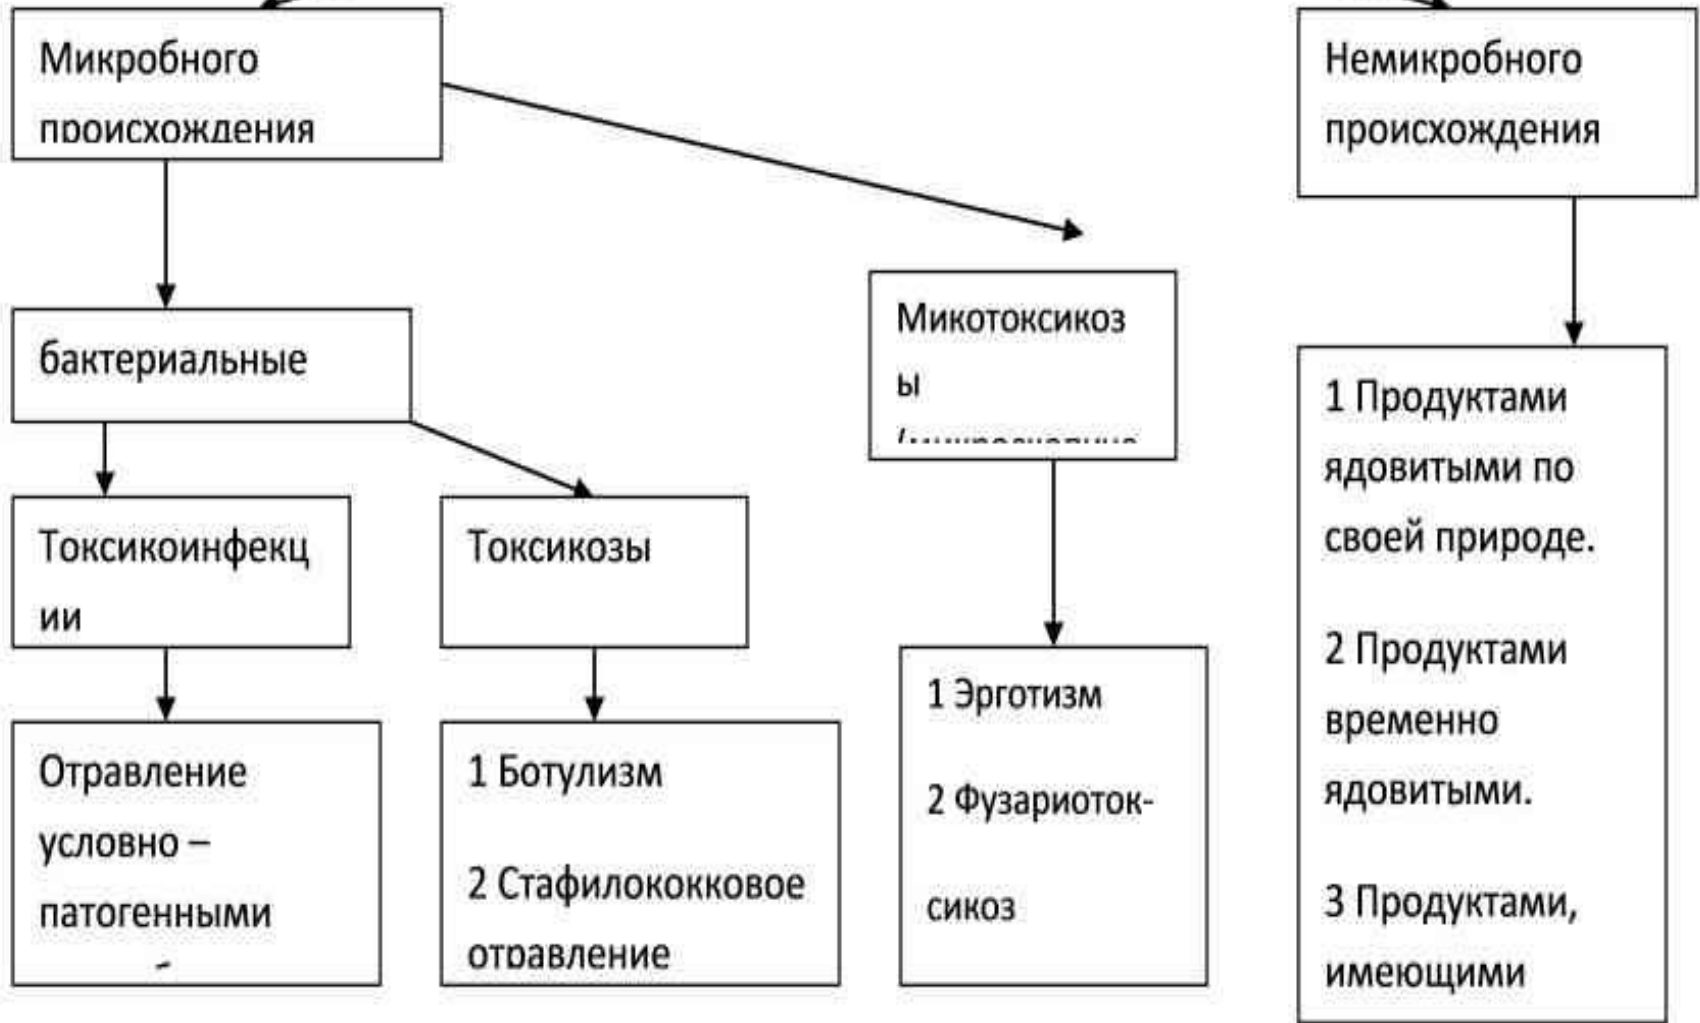 Микробного
происхождения
Немикробного
происхождения
бактериальные
Микотоксикоз
ы
Токсикоинфекц
ии
Токсикозы
Отравление
условно –
патогенными
1 Ботулизм
2 Стафилококковое
отравление
1 Эрготизм
2 Фузариоток-
сикоз
1 Продуктами
ядовитыми по
своей природе.
2 Продуктами
временно
ядовитыми.
3 Продуктами,
имеющими